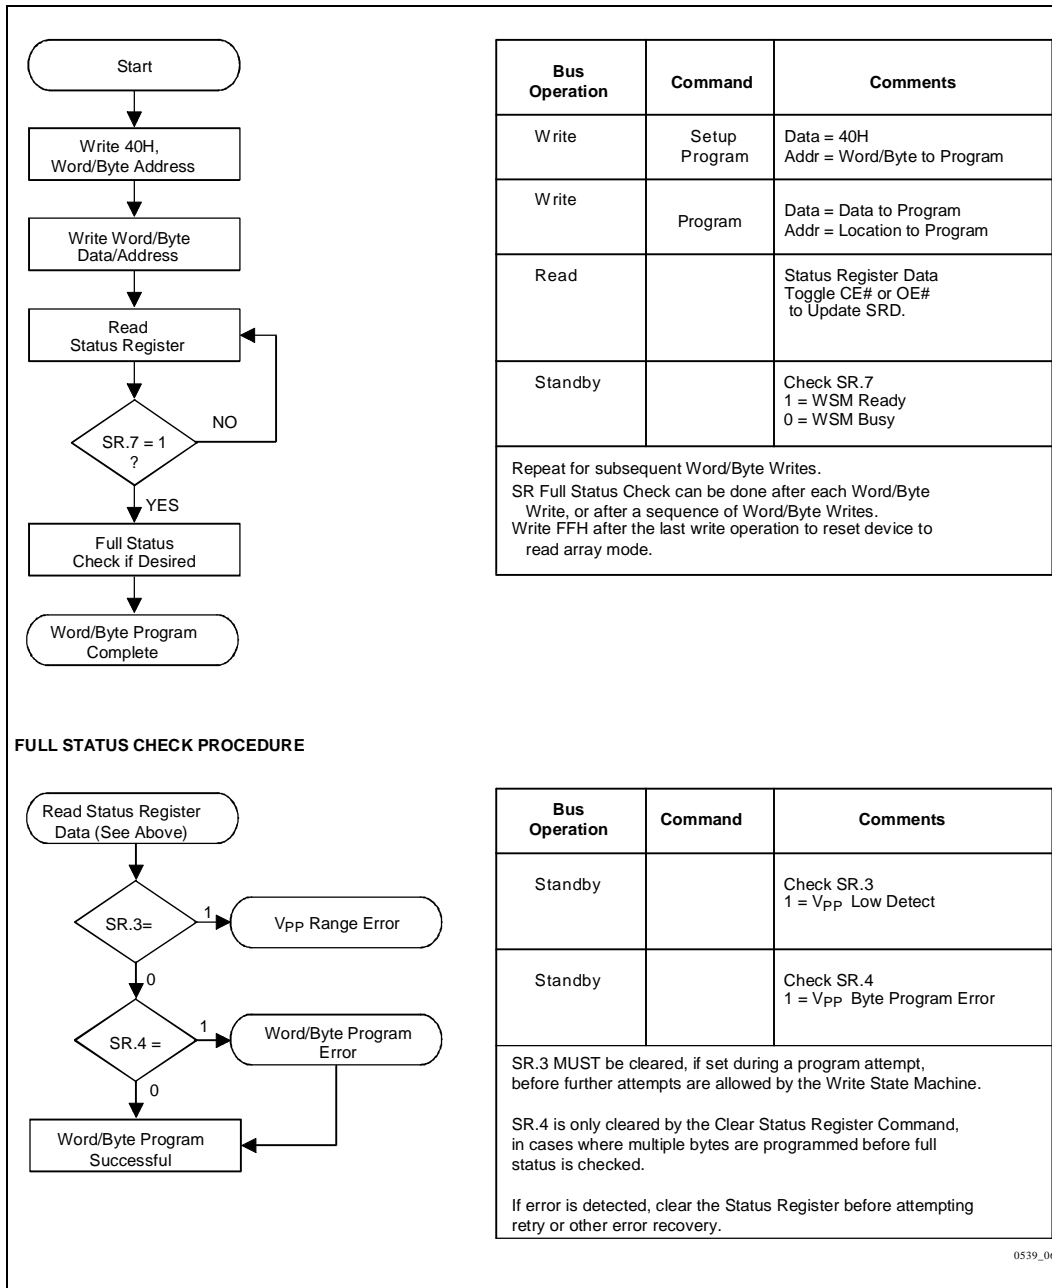 Start
Write 40H,
Word/Byte Address
Write Word/Byte
Data/Address
Read
Status Register
NO
SR.7 = 1
?
YES
Full Status
Check if Desired
Word/Byte Program
Complete
Bus
Operation
Command
Comments
Write
Setup
Program
Data = 40H
Addr = Word/Byte to Program
Write
Program
Data = Data to Program
Addr = Location to Program
Read
Status Register Data
Toggle CE# or OE#
to Update SRD.
Standby
Check SR.7
1 = WSM Ready
0 = WSM Busy
Repeat for subsequent Word/Byte Writes.
SR Full Status Check can be done after each Word/Byte
Write, or after a sequence of Word/Byte Writes.
Write FFH after the last write operation to reset device to
read array mode.
FULL STATUS CHECK PROCEDURE
Read Status Register
Data (See Above)
SR.3=
1
VPP Range Error
0
SR.4 =
1
Word/Byte Program
Error
0
Word/Byte Program
Successful
Bus
Operation
Command
Comments
Standby
Check SR.3
1 = VPP Low Detect
Standby
Check SR.4
1 = VPP Byte Program Error
SR.3 MUST be cleared, if set during a program attempt,
before further attempts are allowed by the Write State Machine.
SR.4 is only cleared by the Clear Status Register Command,
in cases where multiple bytes are programmed before full
status is checked.
If error is detected, clear the Status Register before attempting
retry or other error recovery.
0539_06